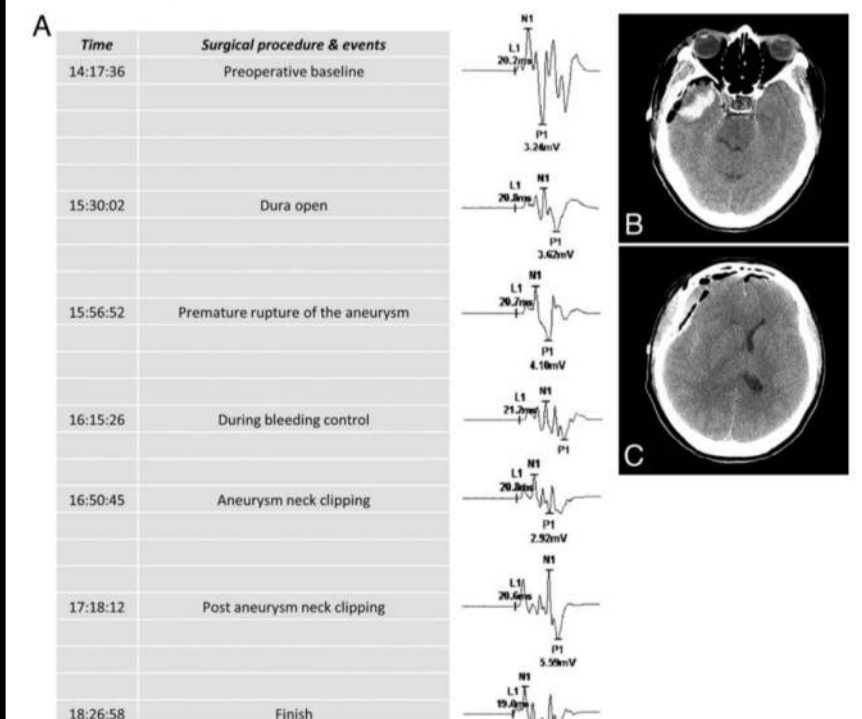 A
Time Surgical procedure & events
N1
L1
20.2ms
14:17:36 Preoperative baseline
P1
3.24mV
N1
L1
20.8ms
15:30:02 Dura open
P1
3.62mV
N1
L1
20.7ms
15:56:52 Premature rupture of the aneurysm
P1
4.10mV
N1
L1
21.2ms
16:15:26 During bleeding control
P1
N1
L1
20.8ms
16:50:45 Aneurysm neck clipping
P1
2.92mV
N1
L1
20.6ms
17:18:12 Post aneurysm neck clipping
P1
5.59mV
N1
L1
18:26:58 Finish
B
C